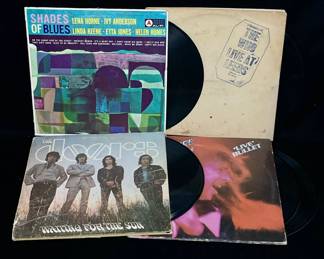 SHADES
OF BLUES
LENA HORNE · IVY ANDERSON
LINDA KEENE · ETTA JONES · HELEN HUMES
THE
WHO
LIVE AT
LEEDS
THE
DOORS
WAITING FOR THE SUN
"LIVE"
BULLET